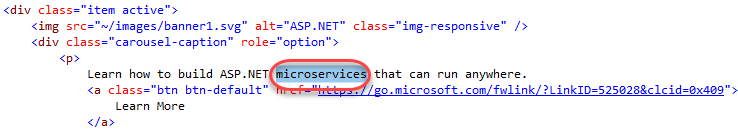 <div class="item active">
<img src="~/images/banner1.svg" alt="ASP.NET" class="img-responsive" />
<div class="carousel-caption" role="option">
<p>
Learn how to build ASP.NET microservices that can run anywhere.
<a class="btn btn-default" href="https://go.microsoft.com/fwlink/?LinkID=525028&clcid=0x409">
Learn More
</a>